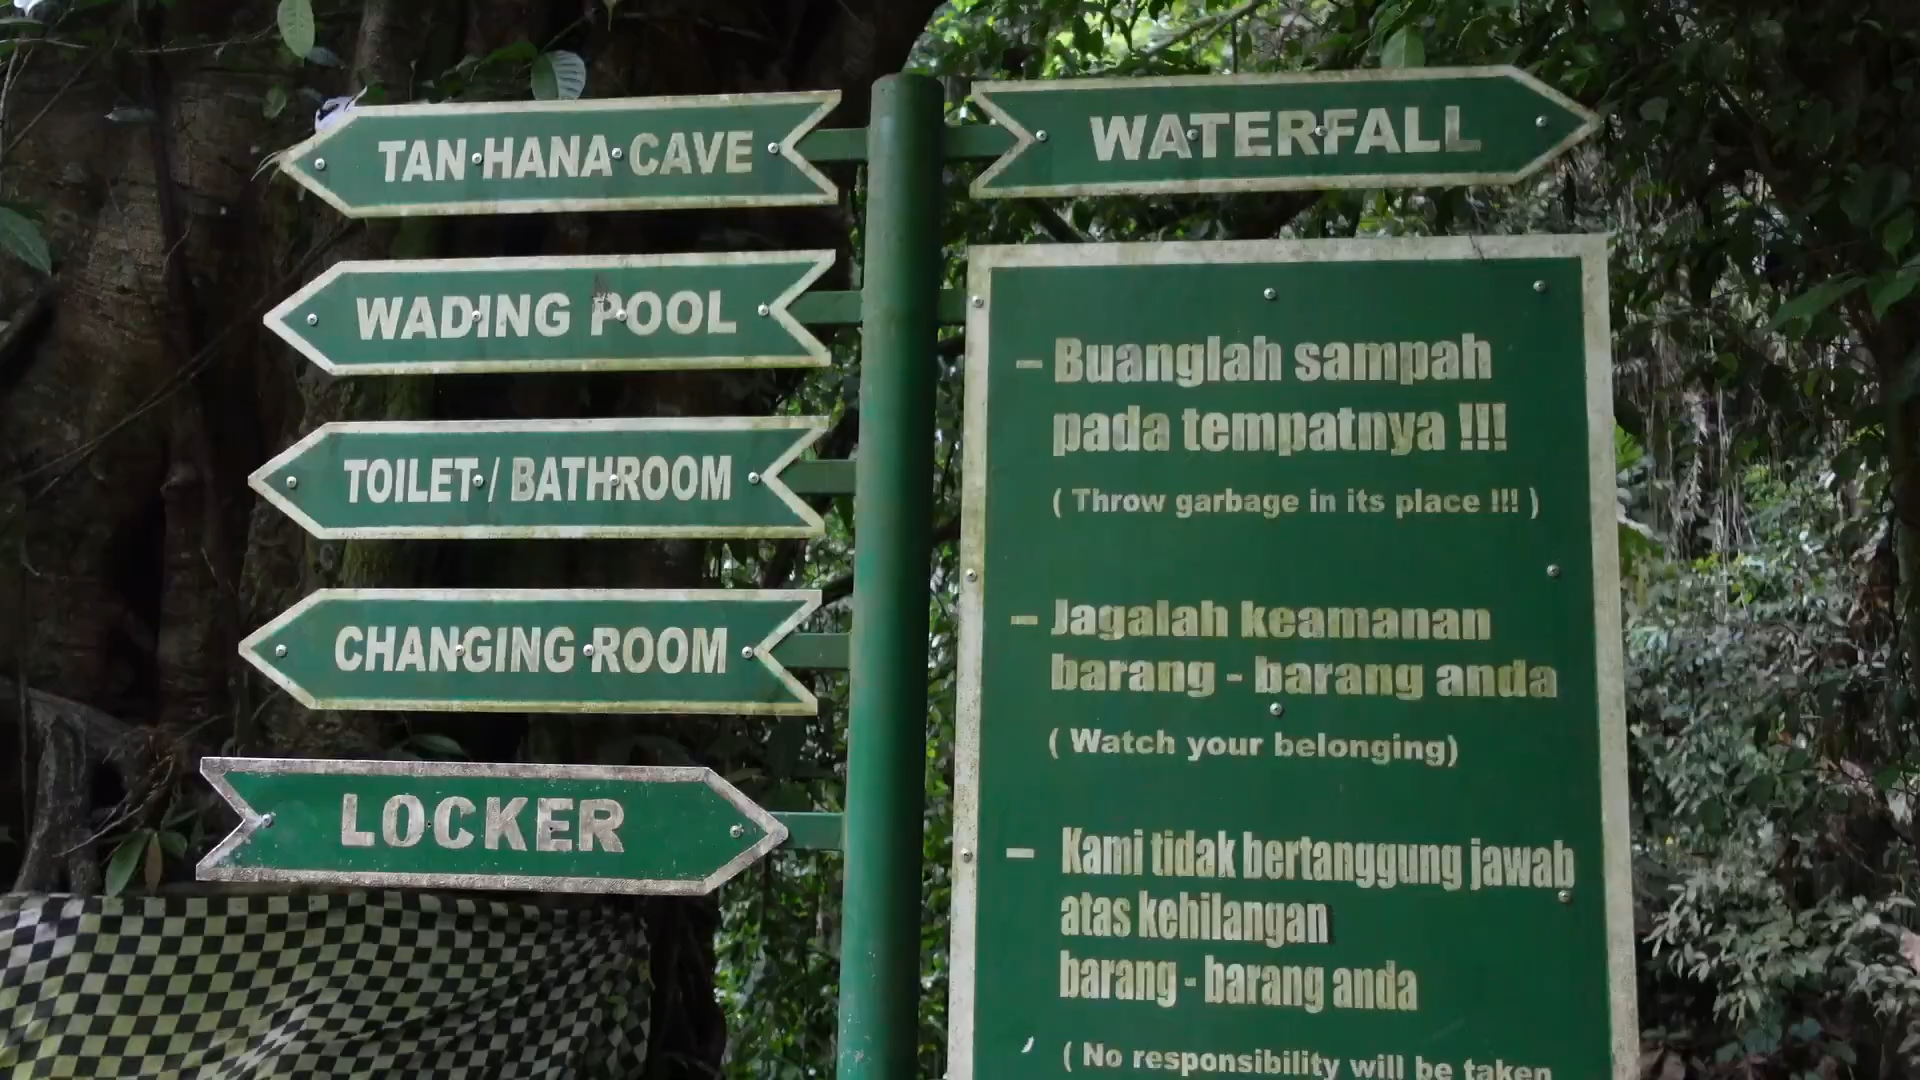 TAN HANA CAVE
WADING POOL
TOILET / BATHROOM
CHANGING ROOM
LOCKER
WATERFALL
- Buanglah sampah
pada tempatnya !!!
( Throw garbage in its place !!! )
- Jagalah keamanan
barang - barang anda
( Watch your belonging)
- Kami tidak bertanggung jawab
atas kehilangan
barang - barang anda
( No responsibility will be taken